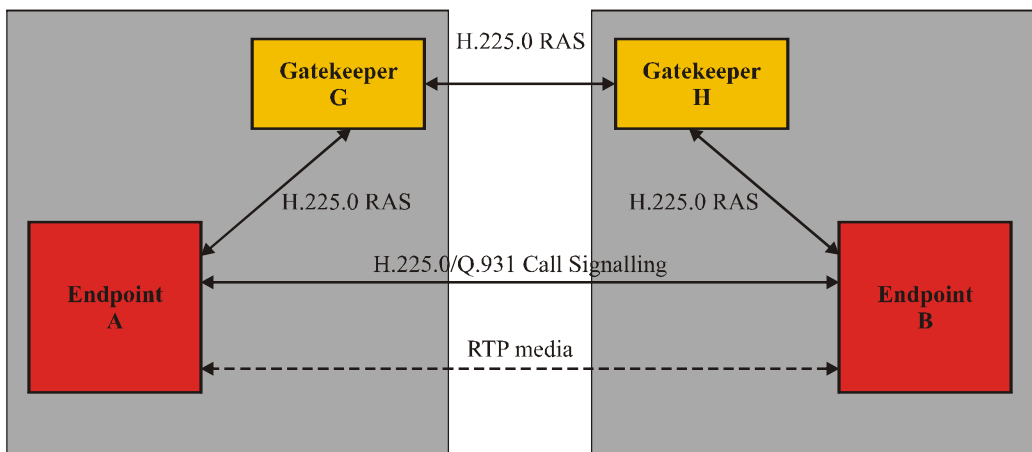 H.225.0 RAS
Gatekeeper
G
Gatekeeper
H
H.225.0 RAS
H.225.0 RAS
H.225.0/Q.931 Call Signalling
Endpoint
A
Endpoint
B
RTP media